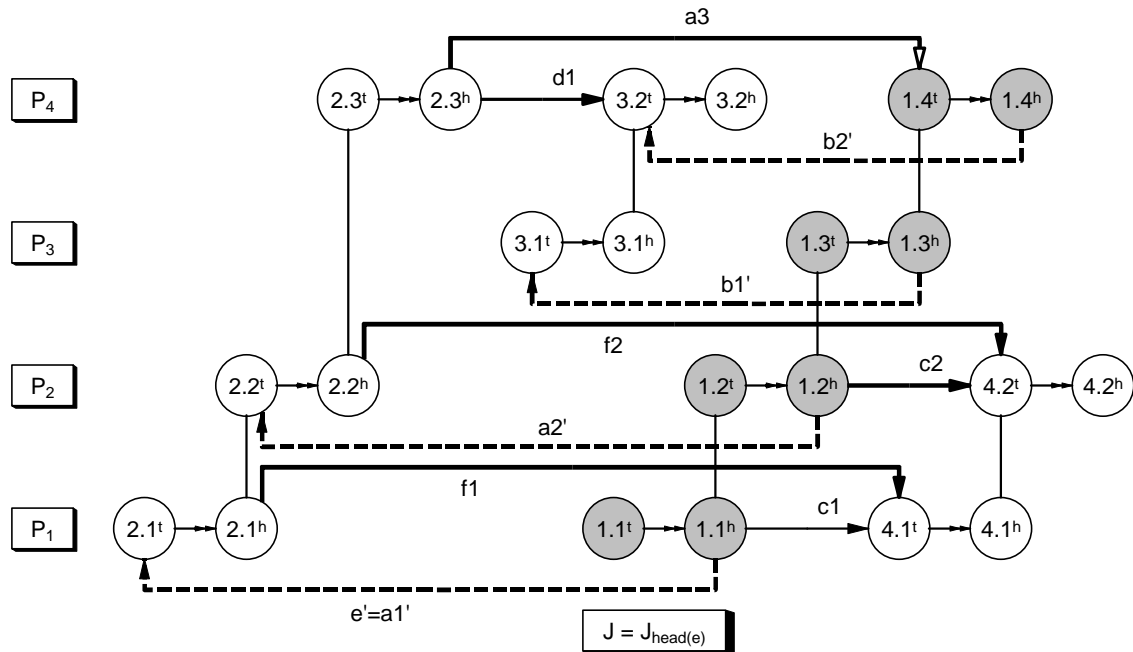 a3
d1
P4
2.3t
2.3h
3.2t
3.2h
1.4t
1.4h
b2'
P3
3.1t
3.1h
1.3t
1.3h
b1'
f2
c2
P2
2.2t
2.2h
1.2t
1.2h
4.2t
4.2h
a2'
f1
c1
P1
2.1t
2.1h
1.1t
1.1h
4.1t
4.1h
e'=a1'
J = Jhead(e)